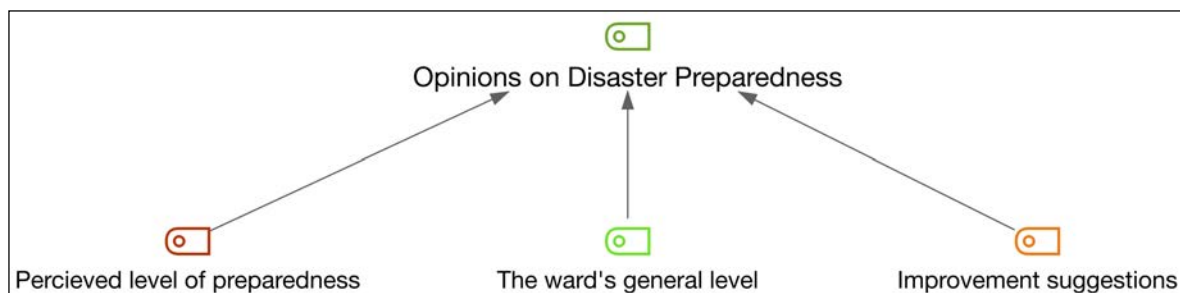 Opinions on Disaster Preparedness
Percieved level of preparedness
The ward's general level
Improvement suggestions